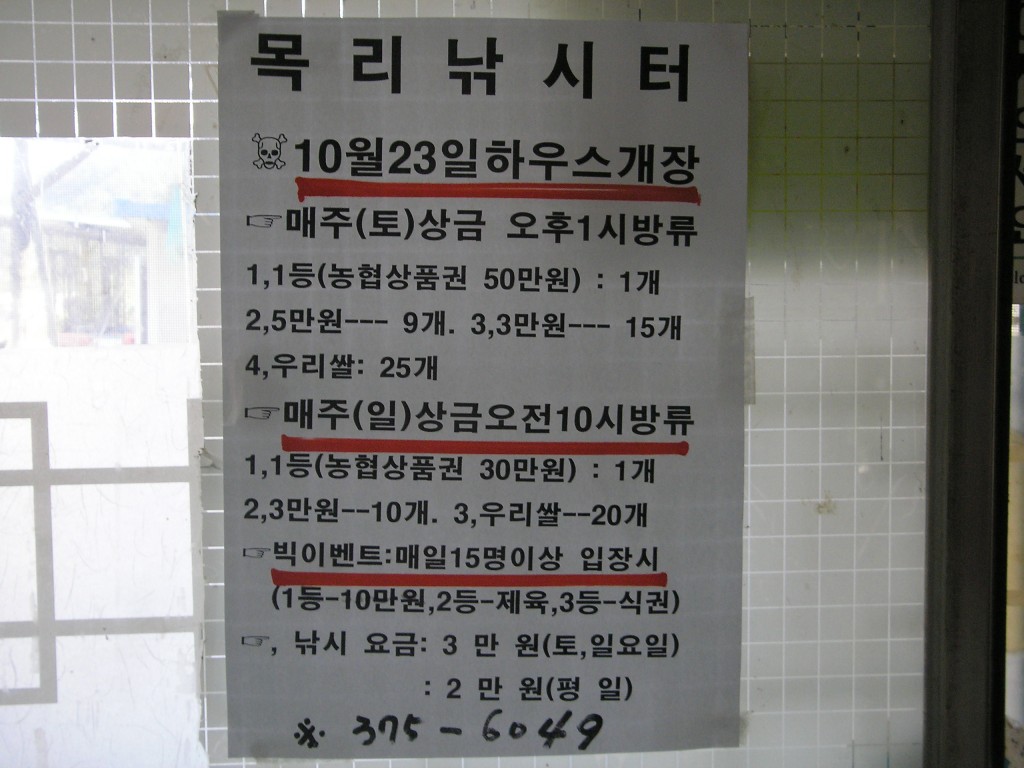 목리낚시터
☠10월23일하우스개장
☞매주(토)상금 오후1시방류
1,1등(농협상품권 50만원) : 1개
2,5만원--- 9개. 3,3만원--- 15개
4,우리쌀: 25개
☞매주(일)상금오전10시방류
1,1등(농협상품권 30만원) : 1개
2,3만원--10개. 3,우리쌀--20개
☞빅이벤트:매일15명이상 입장시
(1등-10만원,2등-제육,3등-식권)
☞, 낚시 요금: 3 만 원(토,일요일)
: 2 만 원(평 일)
※ 375-6049